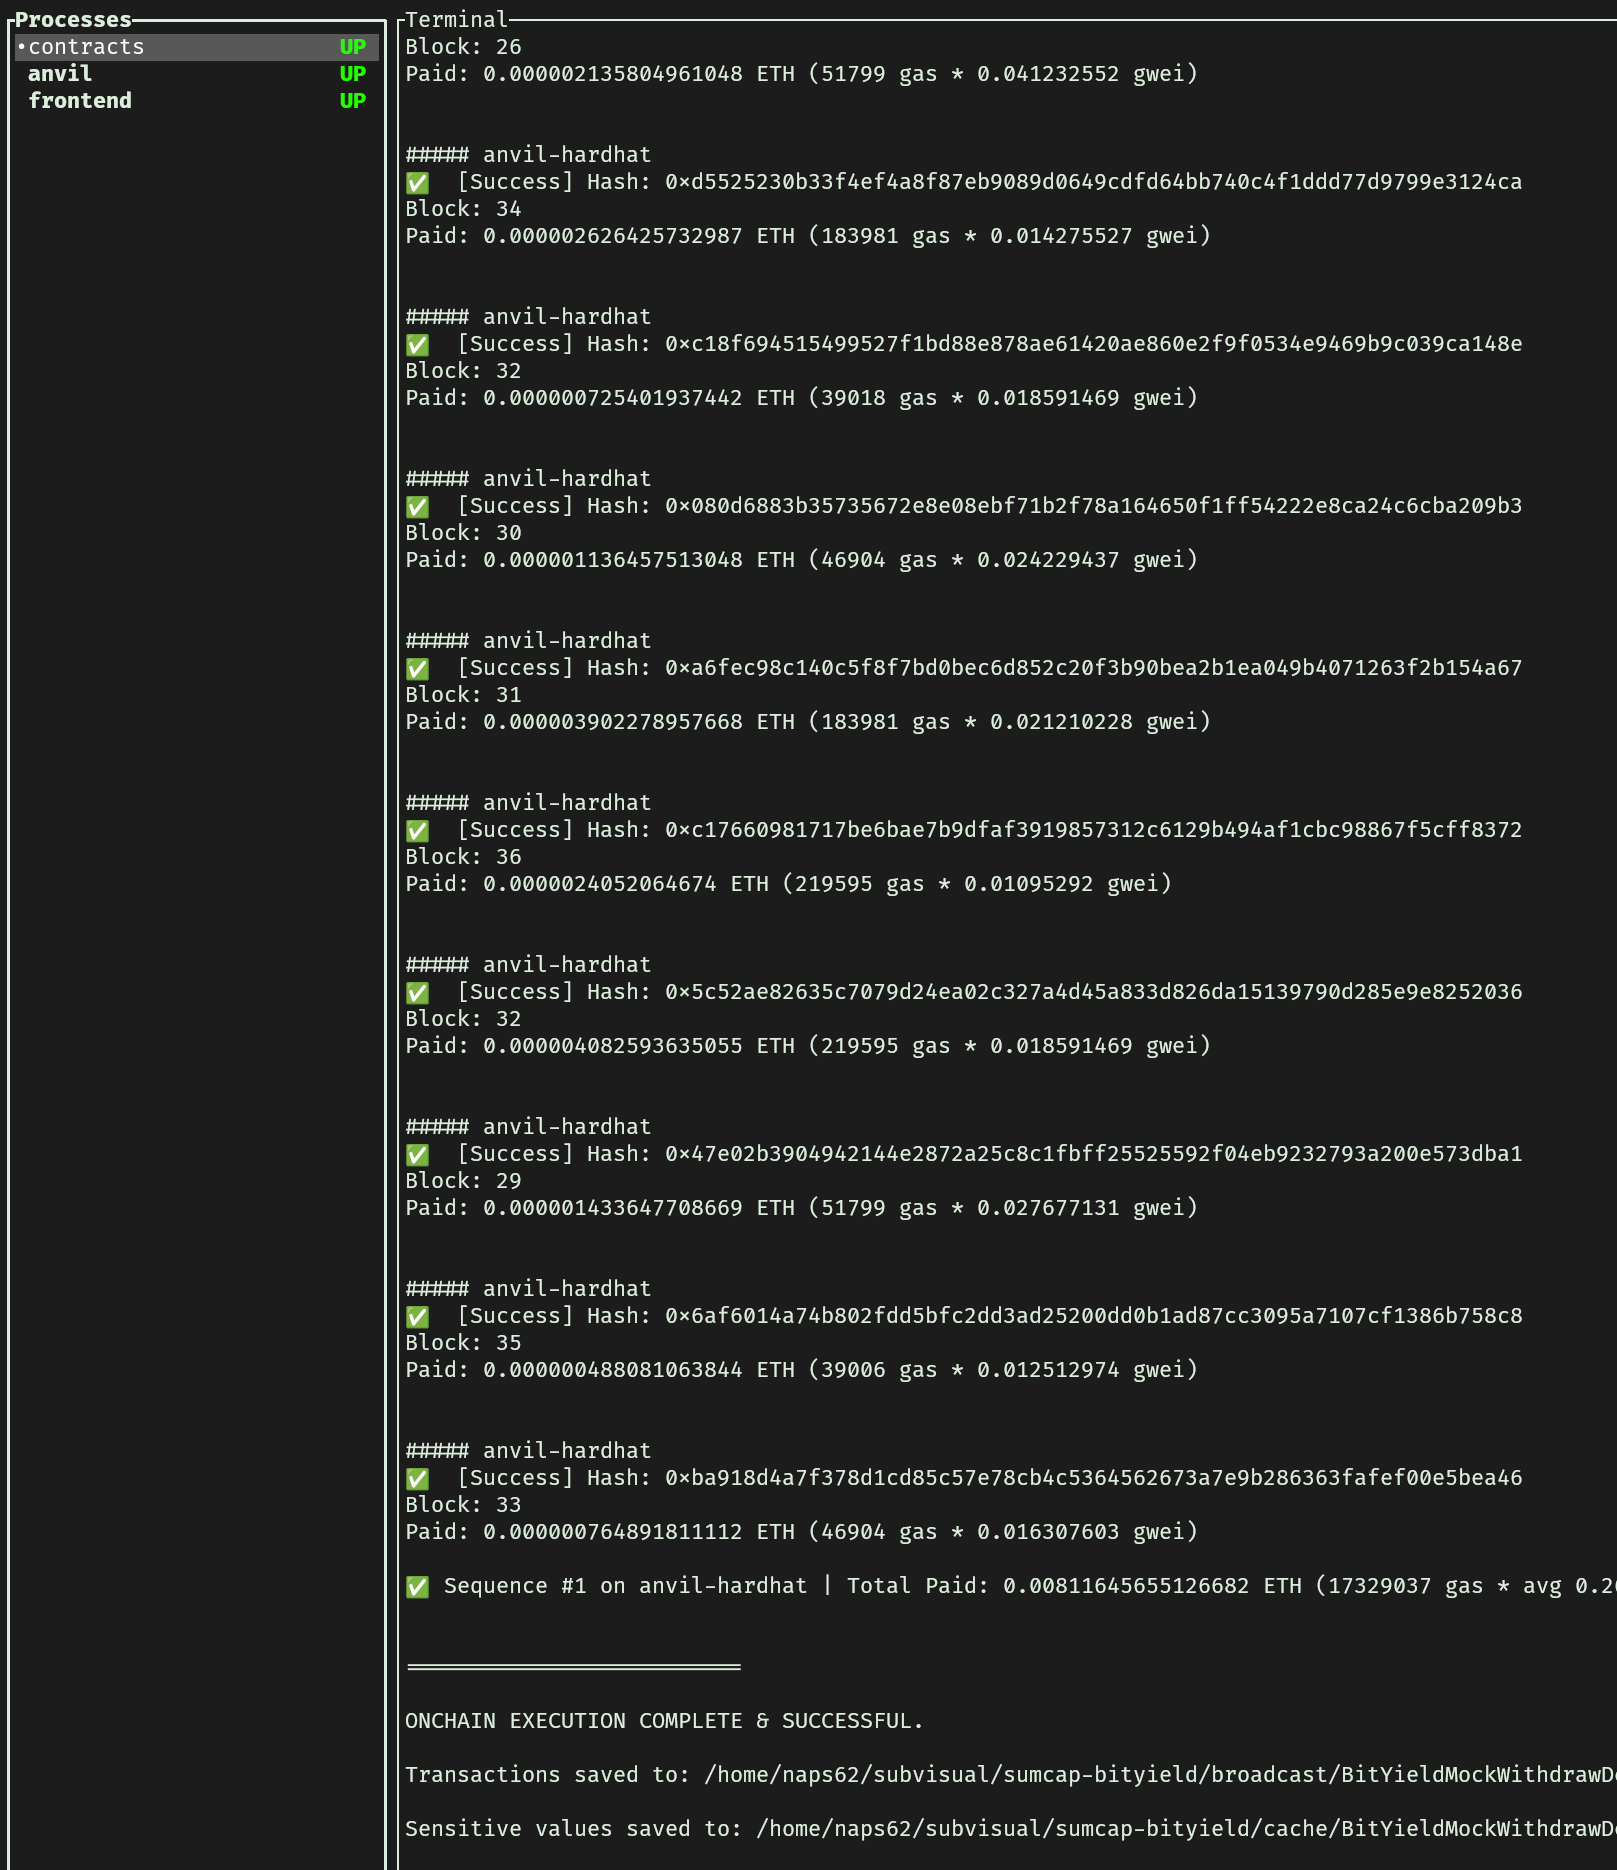 Processes
•contracts UP
anvil UP
frontend UP
Terminal
Block: 26
Paid: 0.000002135804961048 ETH (51799 gas * 0.041232552 gwei)
##### anvil-hardhat
✅ [Success] Hash: 0xd5525230b33f4ef4a8f87eb9089d0649cdfd64bb740c4f1ddd77d9799e3124ca
Block: 34
Paid: 0.000002626425732987 ETH (183981 gas * 0.014275527 gwei)
##### anvil-hardhat
✅ [Success] Hash: 0xc18f694515499527f1bd88e878ae61420ae860e2f9f0534e9469b9c039ca148e
Block: 32
Paid: 0.000000725401937442 ETH (39018 gas * 0.018591469 gwei)
##### anvil-hardhat
✅ [Success] Hash: 0x080d6883b35735672e8e08ebf71b2f78a164650f1ff54222e8ca24c6cba209b3
Block: 30
Paid: 0.000001136457513048 ETH (46904 gas * 0.024229437 gwei)
##### anvil-hardhat
✅ [Success] Hash: 0xa6fec98c140c5f8f7bd0bec6d852c20f3b90bea2b1ea049b4071263f2b154a67
Block: 31
Paid: 0.000003902278957668 ETH (183981 gas * 0.021210228 gwei)
##### anvil-hardhat
✅ [Success] Hash: 0xc17660981717be6bae7b9dfaf3919857312c6129b494af1cbc98867f5cff8372
Block: 36
Paid: 0.0000024052064674 ETH (219595 gas * 0.01095292 gwei)
##### anvil-hardhat
✅ [Success] Hash: 0x5c52ae82635c7079d24ea02c327a4d45a833d826da15139790d285e9e8252036
Block: 32
Paid: 0.000004082593635055 ETH (219595 gas * 0.018591469 gwei)
##### anvil-hardhat
✅ [Success] Hash: 0x47e02b3904942144e2872a25c8c1fbff25525592f04eb9232793a200e573dba1
Block: 29
Paid: 0.000001433647708669 ETH (51799 gas * 0.027677131 gwei)
##### anvil-hardhat
✅ [Success] Hash: 0x6af6014a74b802fdd5bfc2dd3ad25200dd0b1ad87cc3095a7107cf1386b758c8
Block: 35
Paid: 0.000000488081063844 ETH (39006 gas * 0.012512974 gwei)
##### anvil-hardhat
✅ [Success] Hash: 0xba918d4a7f378d1cd85c57e78cb4c5364562673a7e9b286363fafef00e5bea46
Block: 33
Paid: 0.000000764891811112 ETH (46904 gas * 0.016307603 gwei)
✅ Sequence #1 on anvil-hardhat | Total Paid: 0.00811645655126682 ETH (17329037 gas * avg
==========================
ONCHAIN EXECUTION COMPLETE & SUCCESSFUL.
Transactions saved to: /home/naps62/subvisual/sumcap-bityield/broadcast/BitYieldMockWithdrawD
Sensitive values saved to: /home/naps62/subvisual/sumcap-bityield/cache/BitYieldMockWithdrawD